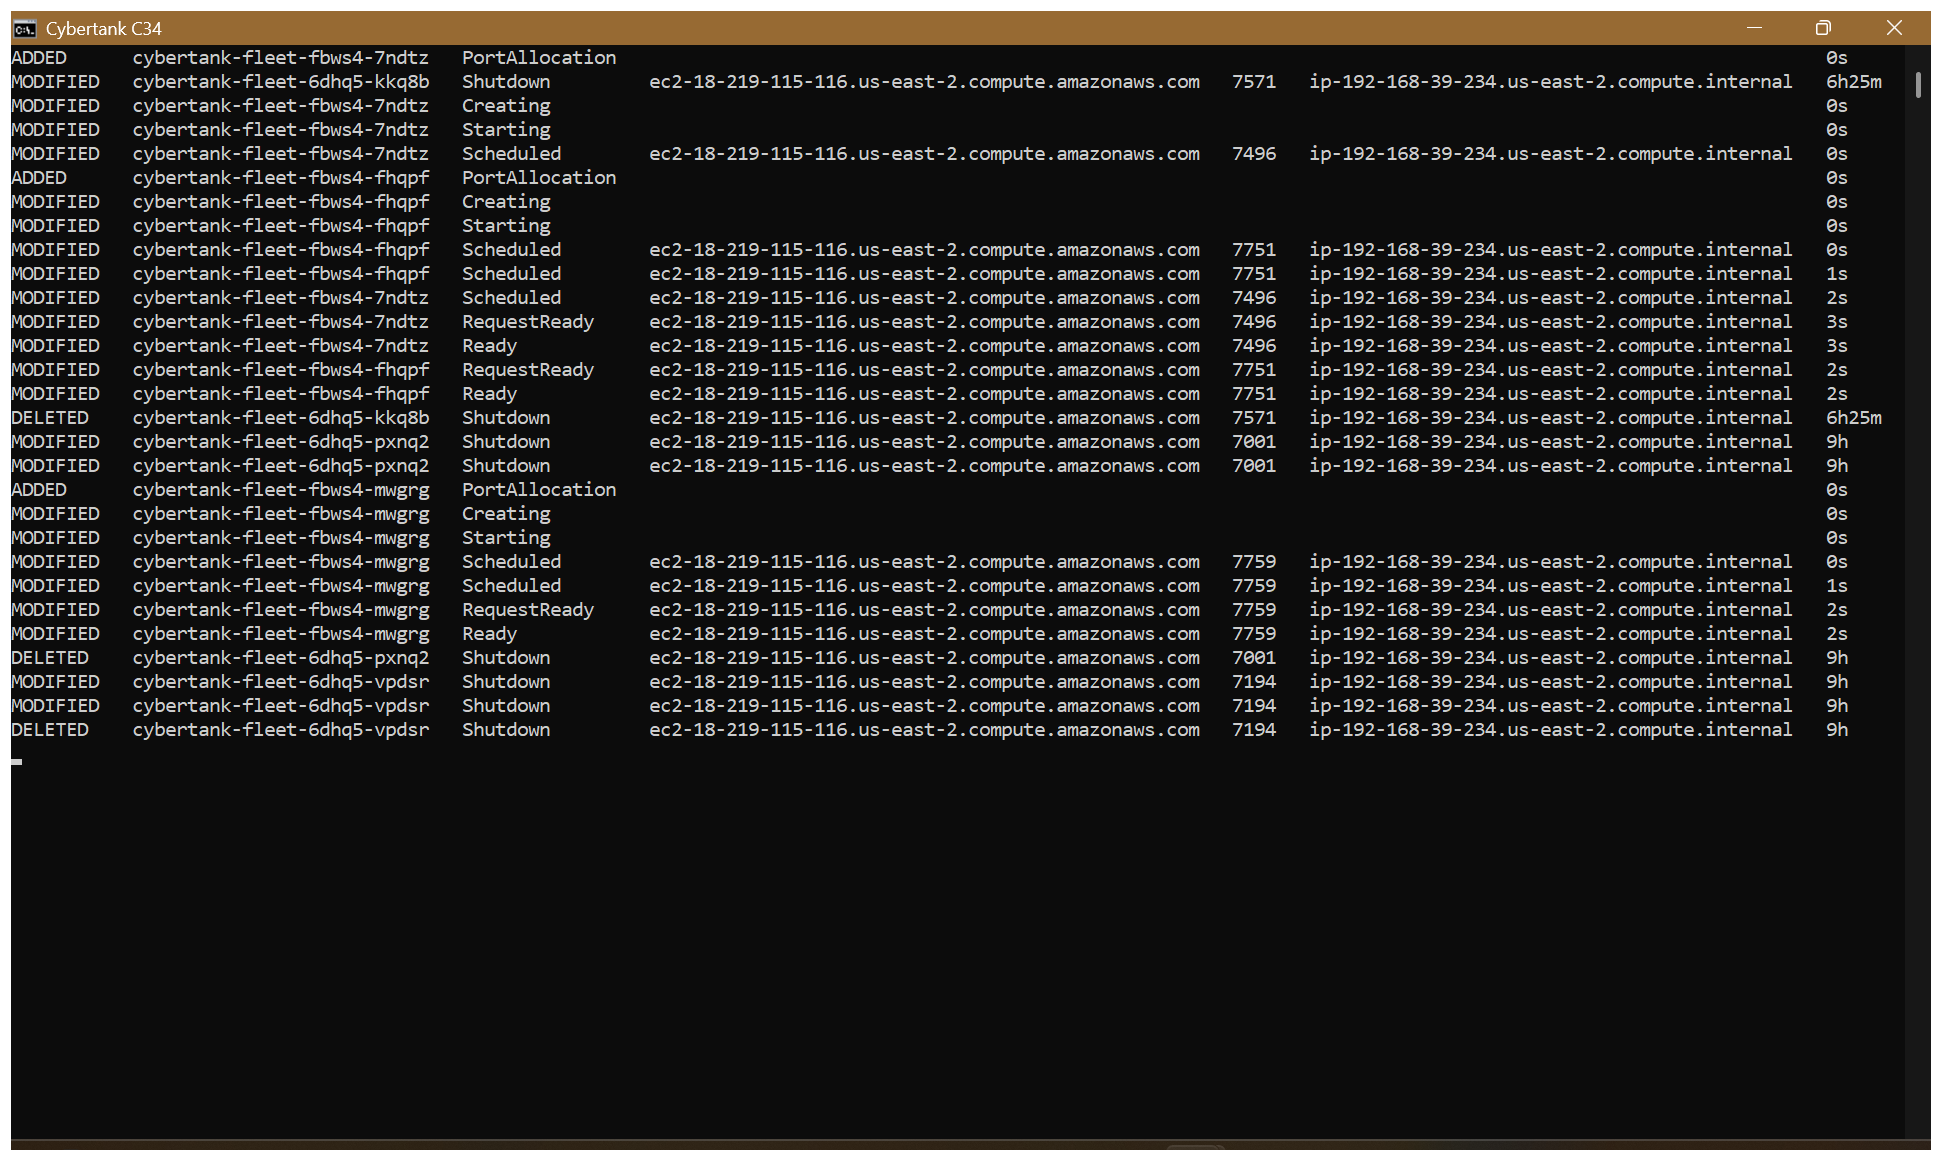 Cybertank C34
ADDED cybertank-fleet-fbws4-7ndtz PortAllocation 0s
MODIFIED cybertank-fleet-6dhq5-kkq8b Shutdown ec2-18-219-115-116.us-east-2.compute.amazonaws.com 7571 ip-192-168-39-234.us-east-2.compute.internal 6h25m
MODIFIED cybertank-fleet-fbws4-7ndtz Creating 0s
MODIFIED cybertank-fleet-fbws4-7ndtz Starting 0s
MODIFIED cybertank-fleet-fbws4-7ndtz Scheduled ec2-18-219-115-116.us-east-2.compute.amazonaws.com 7496 ip-192-168-39-234.us-east-2.compute.internal 0s
ADDED cybertank-fleet-fbws4-fhqpf PortAllocation 0s
MODIFIED cybertank-fleet-fbws4-fhqpf Creating 0s
MODIFIED cybertank-fleet-fbws4-fhqpf Starting 0s
MODIFIED cybertank-fleet-fbws4-fhqpf Scheduled ec2-18-219-115-116.us-east-2.compute.amazonaws.com 7751 ip-192-168-39-234.us-east-2.compute.internal 0s
MODIFIED cybertank-fleet-fbws4-fhqpf Scheduled ec2-18-219-115-116.us-east-2.compute.amazonaws.com 7751 ip-192-168-39-234.us-east-2.compute.internal 1s
MODIFIED cybertank-fleet-fbws4-7ndtz Scheduled ec2-18-219-115-116.us-east-2.compute.amazonaws.com 7496 ip-192-168-39-234.us-east-2.compute.internal 2s
MODIFIED cybertank-fleet-fbws4-7ndtz RequestReady ec2-18-219-115-116.us-east-2.compute.amazonaws.com 7496 ip-192-168-39-234.us-east-2.compute.internal 3s
MODIFIED cybertank-fleet-fbws4-7ndtz Ready ec2-18-219-115-116.us-east-2.compute.amazonaws.com 7496 ip-192-168-39-234.us-east-2.compute.internal 3s
MODIFIED cybertank-fleet-fbws4-fhqpf RequestReady ec2-18-219-115-116.us-east-2.compute.amazonaws.com 7751 ip-192-168-39-234.us-east-2.compute.internal 2s
MODIFIED cybertank-fleet-fbws4-fhqpf Ready ec2-18-219-115-116.us-east-2.compute.amazonaws.com 7751 ip-192-168-39-234.us-east-2.compute.internal 2s
DELETED cybertank-fleet-6dhq5-kkq8b Shutdown ec2-18-219-115-116.us-east-2.compute.amazonaws.com 7571 ip-192-168-39-234.us-east-2.compute.internal 6h25m
MODIFIED cybertank-fleet-6dhq5-pxnq2 Shutdown ec2-18-219-115-116.us-east-2.compute.amazonaws.com 7001 ip-192-168-39-234.us-east-2.compute.internal 9h
MODIFIED cybertank-fleet-6dhq5-pxnq2 Shutdown ec2-18-219-115-116.us-east-2.compute.amazonaws.com 7001 ip-192-168-39-234.us-east-2.compute.internal 9h
ADDED cybertank-fleet-fbws4-mwgrg PortAllocation 0s
MODIFIED cybertank-fleet-fbws4-mwgrg Creating 0s
MODIFIED cybertank-fleet-fbws4-mwgrg Starting 0s
MODIFIED cybertank-fleet-fbws4-mwgrg Scheduled ec2-18-219-115-116.us-east-2.compute.amazonaws.com 7759 ip-192-168-39-234.us-east-2.compute.internal 0s
MODIFIED cybertank-fleet-fbws4-mwgrg Scheduled ec2-18-219-115-116.us-east-2.compute.amazonaws.com 7759 ip-192-168-39-234.us-east-2.compute.internal 1s
MODIFIED cybertank-fleet-fbws4-mwgrg RequestReady ec2-18-219-115-116.us-east-2.compute.amazonaws.com 7759 ip-192-168-39-234.us-east-2.compute.internal 2s
MODIFIED cybertank-fleet-fbws4-mwgrg Ready ec2-18-219-115-116.us-east-2.compute.amazonaws.com 7759 ip-192-168-39-234.us-east-2.compute.internal 2s
DELETED cybertank-fleet-6dhq5-pxnq2 Shutdown ec2-18-219-115-116.us-east-2.compute.amazonaws.com 7001 ip-192-168-39-234.us-east-2.compute.internal 9h
MODIFIED cybertank-fleet-6dhq5-vpdsr Shutdown ec2-18-219-115-116.us-east-2.compute.amazonaws.com 7194 ip-192-168-39-234.us-east-2.compute.internal 9h
MODIFIED cybertank-fleet-6dhq5-vpdsr Shutdown ec2-18-219-115-116.us-east-2.compute.amazonaws.com 7194 ip-192-168-39-234.us-east-2.compute.internal 9h
DELETED cybertank-fleet-6dhq5-vpdsr Shutdown ec2-18-219-115-116.us-east-2.compute.amazonaws.com 7194 ip-192-168-39-234.us-east-2.compute.internal 9h